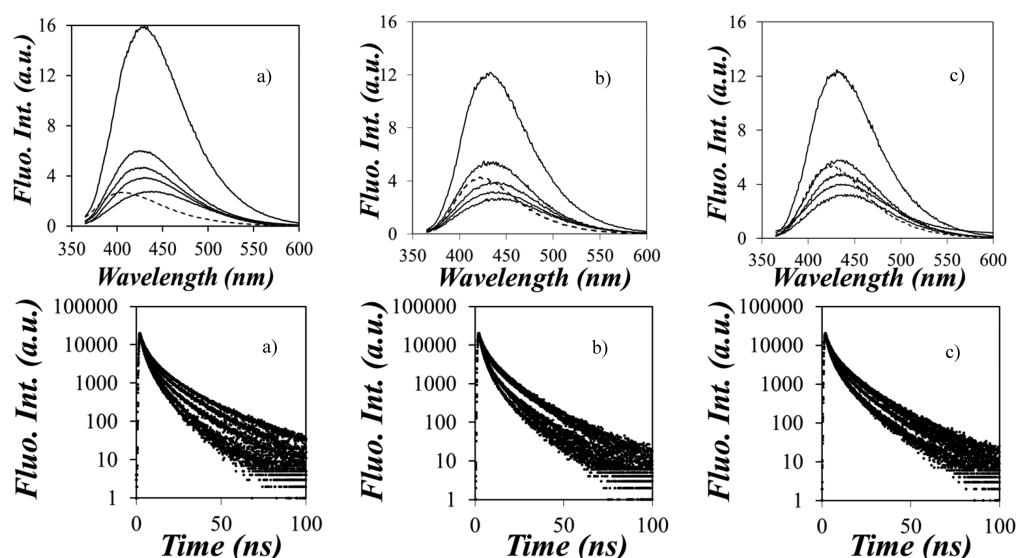 16
12
8
4
0
Fluo. Int. (a.u.)
a)
350 400 450 500 550 600
Wavelength (nm)
16
12
8
4
0
Fluo. Int. (a.u.)
b)
350 400 450 500 550 600
Wavelength (nm)
16
12
8
4
0
Fluo. Int. (a.u.)
c)
350 400 450 500 550 600
Wavelength (nm)
100000
10000
1000
100
10
1
Fluo. Int. (a.u.)
a)
0 50 100
Time (ns)
100000
10000
1000
100
10
1
Fluo. Int. (a.u.)
b)
0 50 100
Time (ns)
100000
10000
1000
100
10
1
Fluo. Int. (a.u.)
c)
0 50 100
Time (ns)